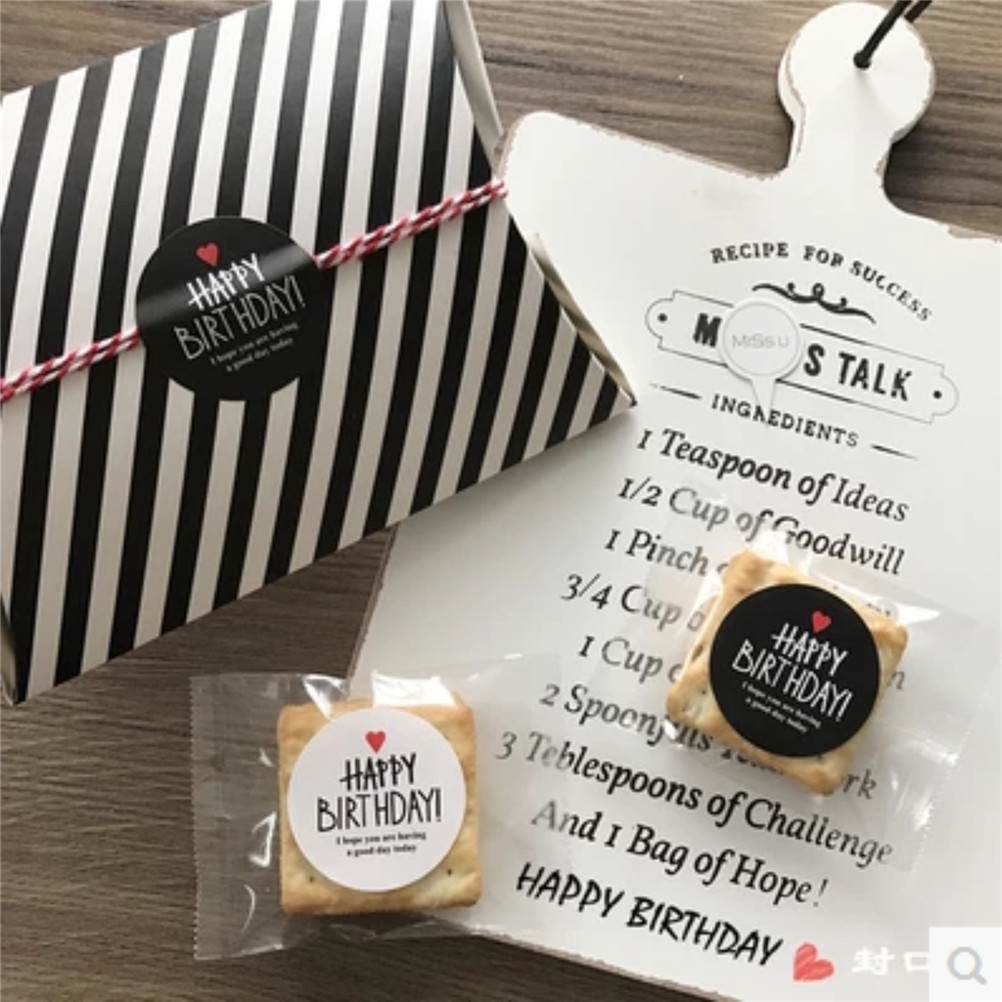 HAPPY
BIRTHDAY!
I hope you are having
a good day today
RECIPE FOR SUCCESS
MISS U
S TALK
INGREDIENTS
1 Teaspoon of Ideas
1/2 Cup of Goodwill
1 Pinch
3/4 Cup
1 Cup
2 Spoonfuls
3 Teblespoons of Challenge
And 1 Bag of Hope!
HAPPY BIRTHDAY
封口
HAPPY
BIRTHDAY!
I hope you are having
a good day today
HAPPY
BIRTHDAY!
I hope you are having
a good day today